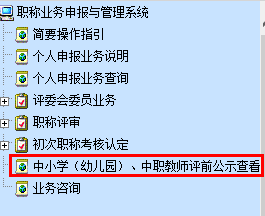 职称业务申报与管理系统
简要操作指引
个人申报业务说明
个人申报业务查询
评委会委员业务
职称评审
初次职称考核认定
中小学（幼儿园）、中职教师评前公示查看
业务咨询